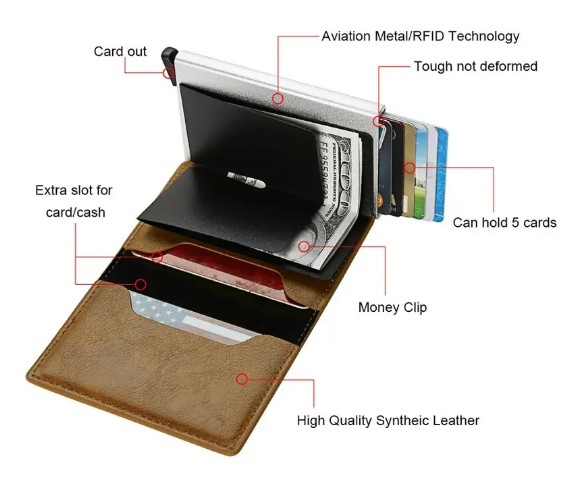 Aviation Metal/RFID Technology
Card out
Tough not deformed
Extra slot for
card/cash
Can hold 5 cards
Money Clip
High Quality Syntheic Leather